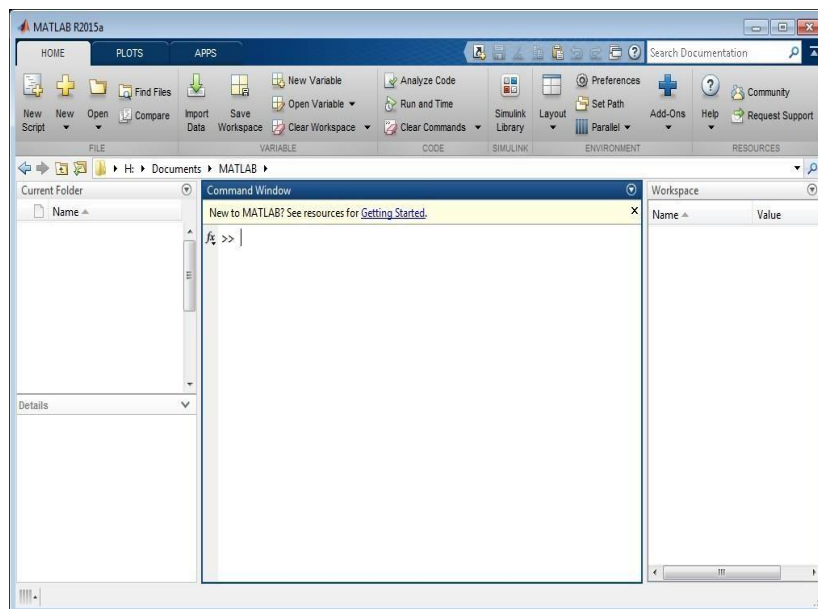 MATLAB R2015a
HOME PLOTS APPS Search Documentation
New Script
New
Open
Find Files
Compare
FILE
Import Data
Save Workspace
New Variable
Open Variable
Clear Workspace
VARIABLE
Analyze Code
Run and Time
Clear Commands
CODE
Simulink Library
SIMULINK
Layout
Preferences
Set Path
Parallel
ENVIRONMENT
Add-Ons
Help
Community
Request Support
RESOURCES
H: Documents MATLAB
Current Folder
Name
Details
Command Window
New to MATLAB? See resources for Getting Started.
fx >>
Workspace
Name Value